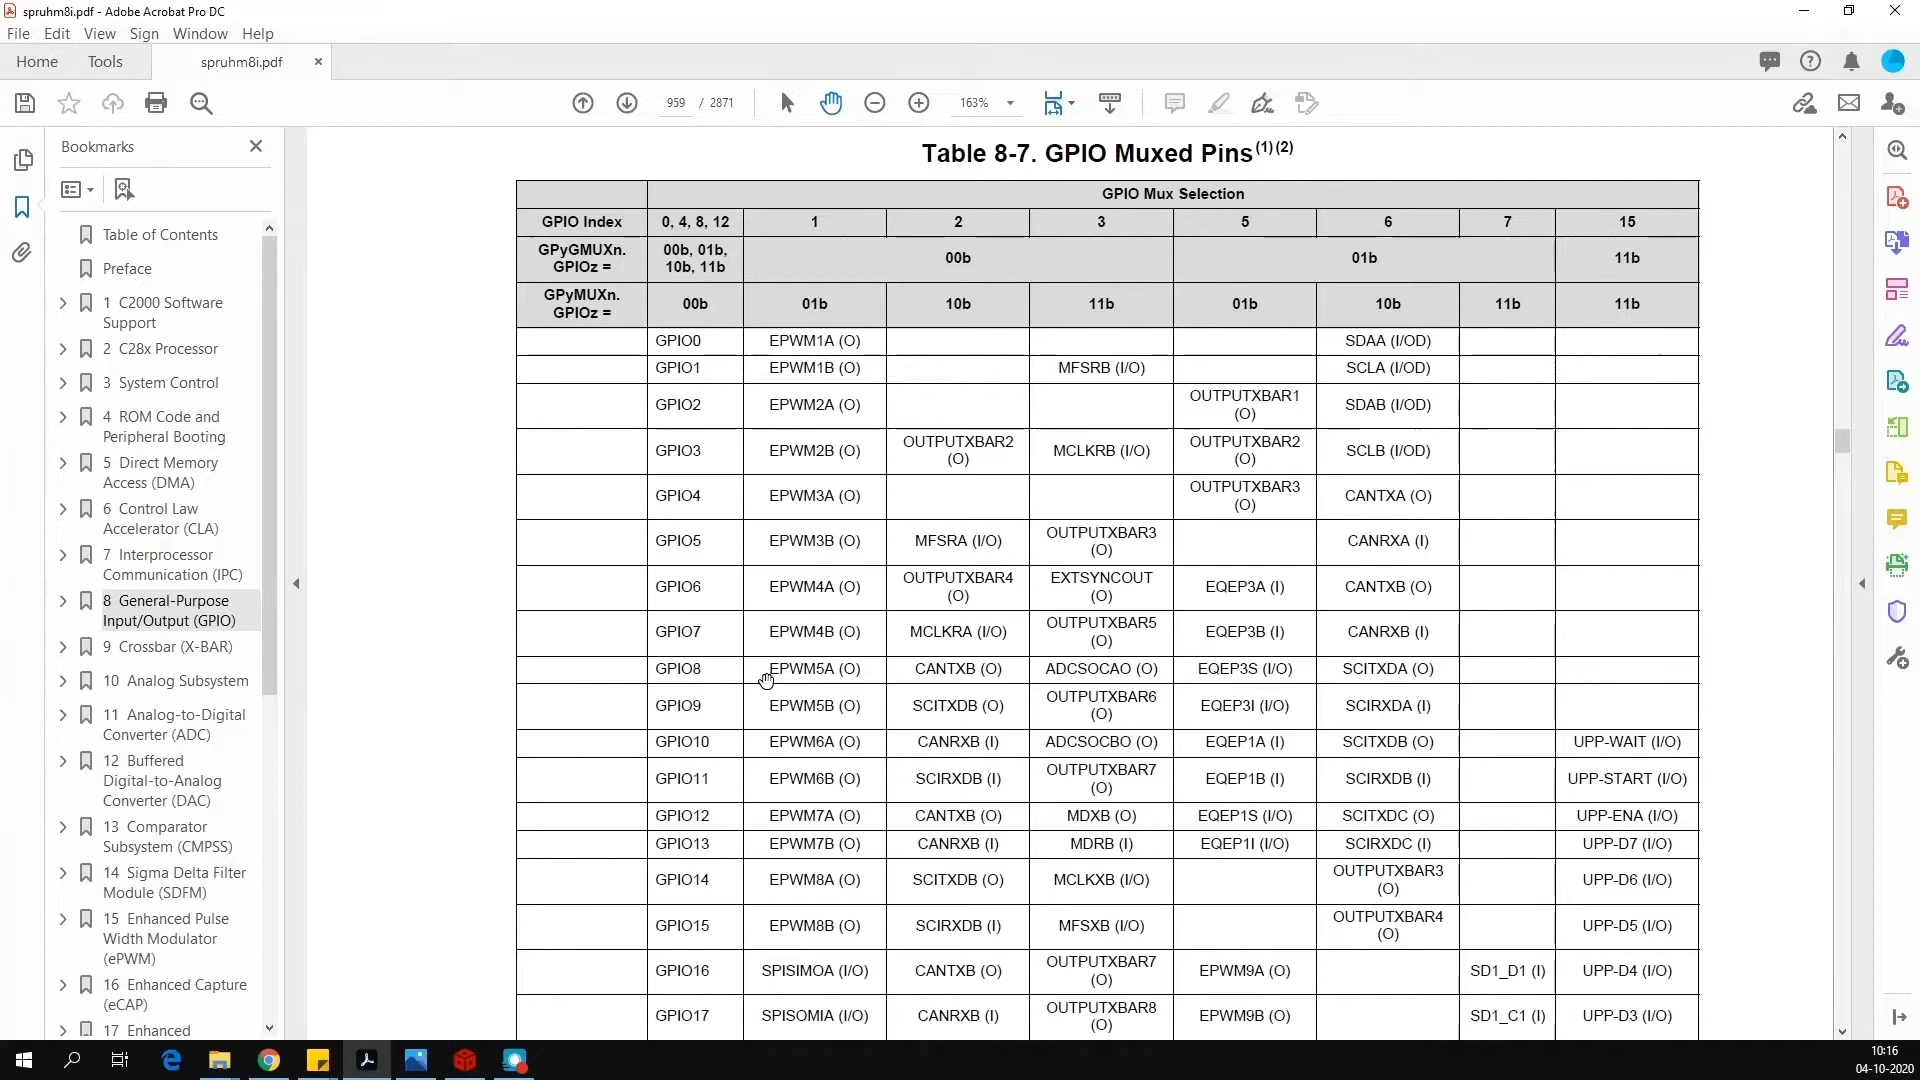 spruhm8i.pdf - Adobe Acrobat Pro DC
File Edit View Sign Window Help
Home Tools spruhm8i.pdf
959 / 2871 163%
Bookmarks
Table of Contents
Preface
1 C2000 Software
Support
2 C28x Processor
3 System Control
4 ROM Code and
Peripheral Booting
5 Direct Memory
Access (DMA)
6 Control Law
Accelerator (CLA)
7 Interprocessor
Communication (IPC)
8 General-Purpose
Input/Output (GPIO)
9 Crossbar (X-BAR)
10 Analog Subsystem
11 Analog-to-Digital
Converter (ADC)
12 Buffered
Digital-to-Analog
Converter (DAC)
13 Comparator
Subsystem (CMPSS)
14 Sigma Delta Filter
Module (SDFM)
15 Enhanced Pulse
Width Modulator
(ePWM)
16 Enhanced Capture
(eCAP)
17 Enhanced
Table 8-7. GPIO Muxed Pins(1)(2)
GPIO Mux Selection
GPIO Index 0, 4, 8, 12 1 2 3 5 6 7 15
GPyGMUXn.
GPIOz =
00b, 01b,
10b, 11b
00b 01b 11b
GPyMUXn.
GPIOz =
00b 01b 10b 11b 01b 10b 11b 11b
GPIO0 EPWM1A (O) SDAA (I/OD)
GPIO1 EPWM1B (O) MFSRB (I/O) SCLA (I/OD)
GPIO2 EPWM2A (O) OUTPUTXBAR1
(O) SDAB (I/OD)
GPIO3 EPWM2B (O) OUTPUTXBAR2
(O) MCLKRB (I/O) OUTPUTXBAR2
(O) SCLB (I/OD)
GPIO4 EPWM3A (O) OUTPUTXBAR3
(O) CANTXA (O)
GPIO5 EPWM3B (O) MFSRA (I/O) OUTPUTXBAR3
(O) CANRXA (I)
GPIO6 EPWM4A (O) OUTPUTXBAR4
(O) EXTSYNCOUT
(O) EQEP3A (I) CANTXB (O)
GPIO7 EPWM4B (O) MCLKRA (I/O) OUTPUTXBAR5
(O) EQEP3B (I) CANRXB (I)
GPIO8 EPWM5A (O) CANTXB (O) ADCSOCAO (O) EQEP3S (I/O) SCITXDA (O)
GPIO9 EPWM5B (O) SCITXDB (O) OUTPUTXBAR6
(O) EQEP3I (I/O) SCIRXDA (I)
GPIO10 EPWM6A (O) CANRXB (I) ADCSOCBO (O) EQEP1A (I) SCITXDB (O) UPP-WAIT (I/O)
GPIO11 EPWM6B (O) SCIRXDB (I) OUTPUTXBAR7
(O) EQEP1B (I) SCIRXDB (I) UPP-START (I/O)
GPIO12 EPWM7A (O) CANTXB (O) MDXB (O) EQEP1S (I/O) SCITXDC (O) UPP-ENA (I/O)
GPIO13 EPWM7B (O) CANRXB (I) MDRB (I) EQEP1I (I/O) SCIRXDC (I) UPP-D7 (I/O)
GPIO14 EPWM8A (O) SCITXDB (O) MCLKXB (I/O) OUTPUTXBAR3
(O) UPP-D6 (I/O)
GPIO15 EPWM8B (O) SCIRXDB (I) MFSXB (I/O) OUTPUTXBAR4
(O) UPP-D5 (I/O)
GPIO16 SPISIMOA (I/O) CANTXB (O) OUTPUTXBAR7
(O) EPWM9A (O) SD1_D1 (I) UPP-D4 (I/O)
GPIO17 SPISOMIA (I/O) CANRXB (I) OUTPUTXBAR8
(O) EPWM9B (O) SD1_C1 (I) UPP-D3 (I/O)
10:16
04-10-2020